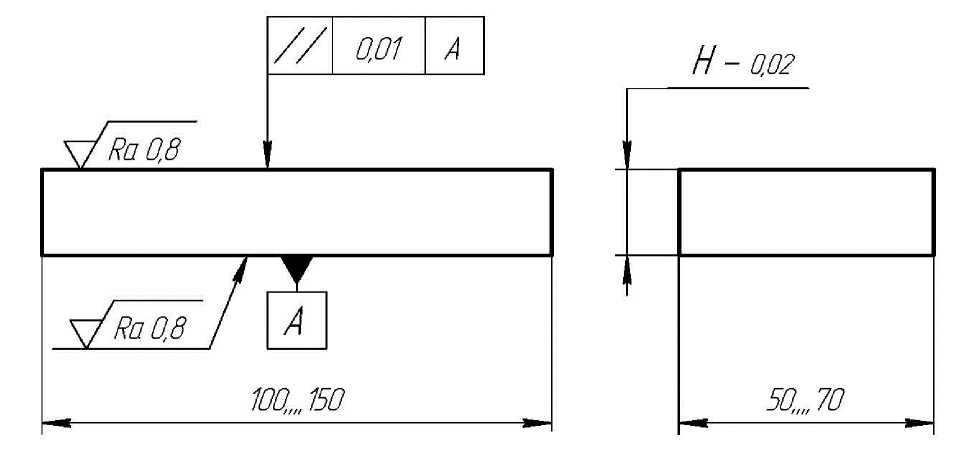 // 0,01 A
H – 0,02
Ra 0,8
Ra 0,8
A
100,,,, 150
50,,,, 70